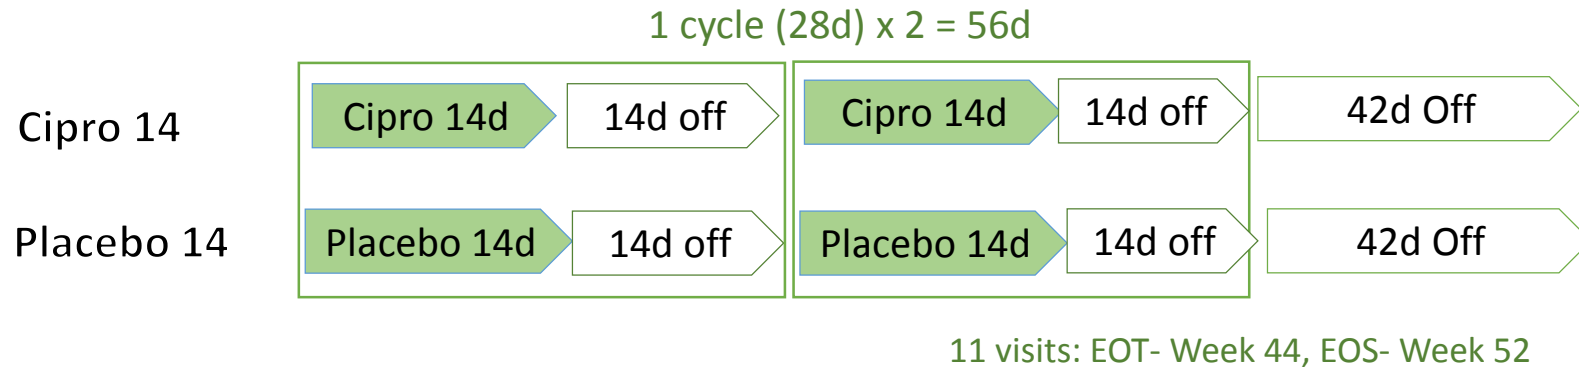 1 cycle (28d) x 2 = 56d
Cipro 14 Cipro 14d 14d off Cipro 14d 14d off 42d Off
Placebo 14 Placebo 14d 14d off Placebo 14d 14d off 42d Off
11 visits: EOT- Week 44, EOS- Week 52